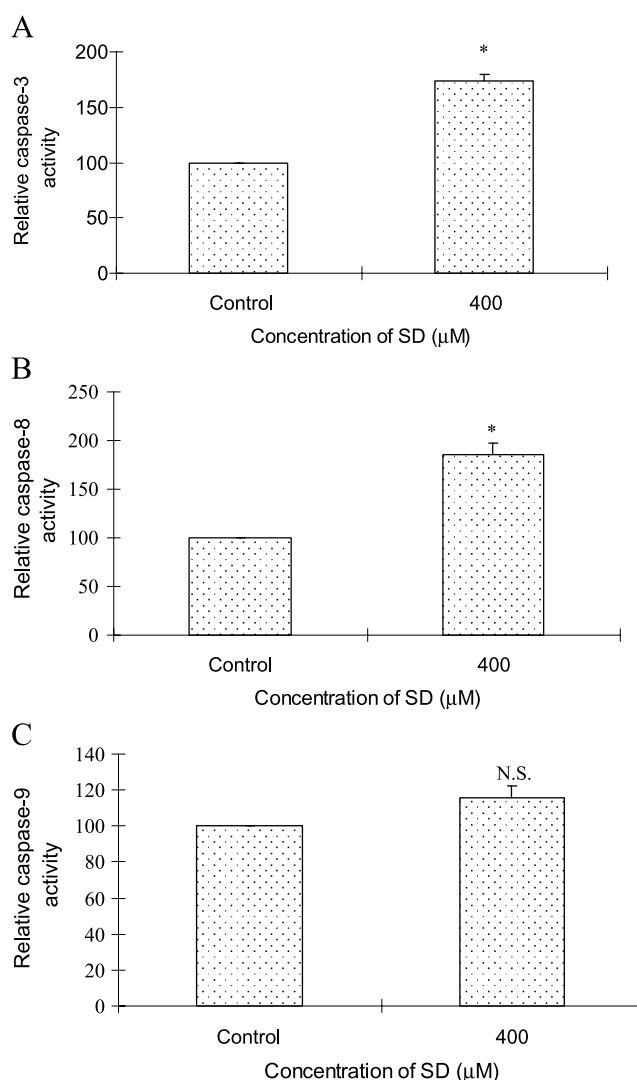 A
Relative caspase-3
activity
200
150
100
50
0
*
Control 400
Concentration of SD (μM)
B
Relative caspase-8
activity
250
200
150
100
50
0
*
Control 400
Concentration of SD (μM)
C
Relative caspase-9
activity
140
120
100
80
60
40
20
0
N.S.
Control 400
Concentration of SD (μM)